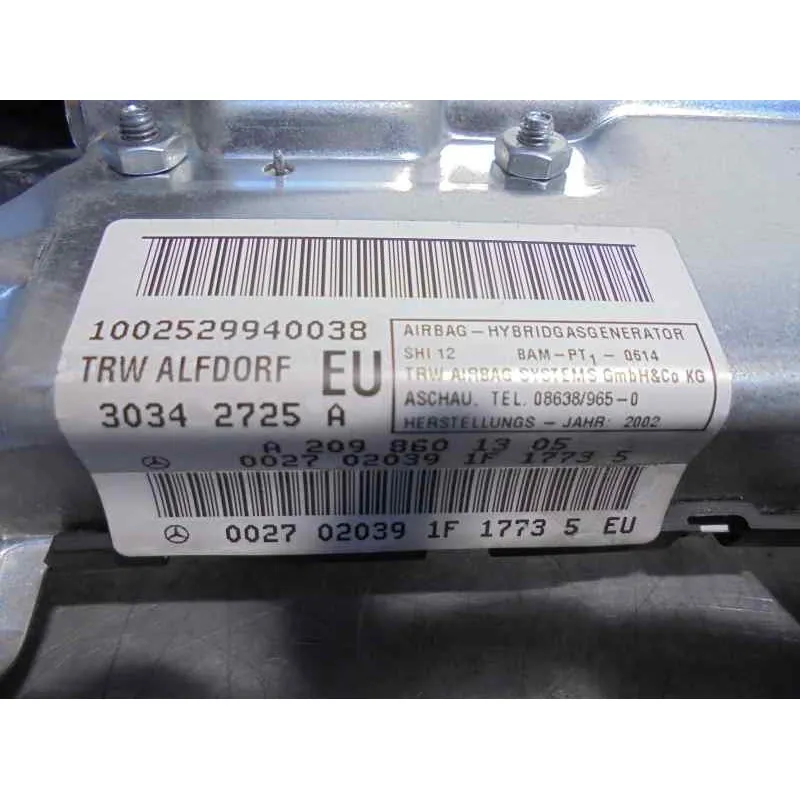 1002529940038
TRW ALFDORF EU
30342725 A
AIRBAG-HYBRIDGASGENERATOR
SHI 12 BAM-PT1-0614
TRW AIRBAG SYSTEMS GmbH&Co KG
ASCHAU. TEL. 08638/965-0
HERSTELLUNGS - JAHR: 2002
A 209 860 13 05
0027 02039 1F 1773 5
0027 02039 1F 1773 5 EU